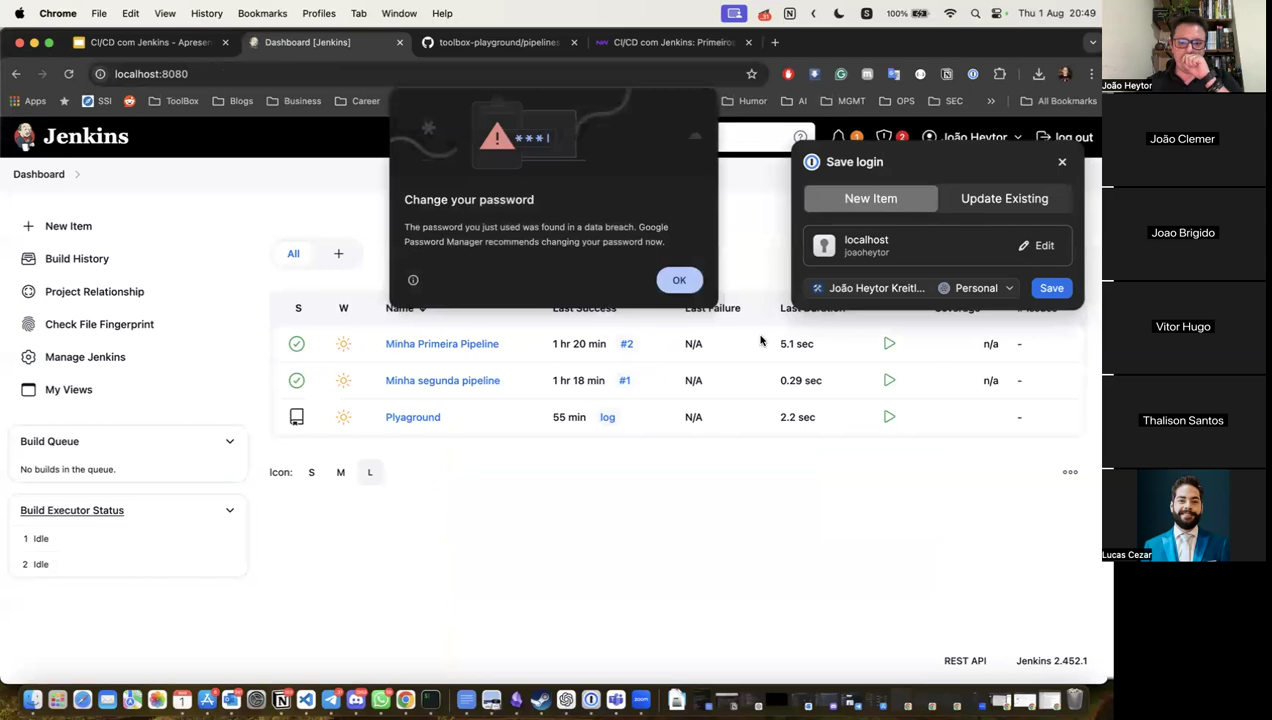 Chrome File Edit View History Bookmarks Profiles Tab Window Help
100% Thu 1 Aug 20:49
CI/CD com Jenkins - Apresen
Dashboard [Jenkins]
toolbox-playground/pipelines
CI/CD com Jenkins: Primeiro
localhost:8080
Apps SSI ToolBox Blogs Business Career
Humor AI MGMT OPS SEC » All Bookmarks
Jenkins
1 2 João Heytor log out
Dashboard
New Item
Build History
Project Relationship
Check File Fingerprint
Manage Jenkins
My Views
Build Queue
No builds in the queue.
Build Executor Status
1 Idle
2 Idle
***
Change your password
The password you just used was found in a data breach. Google
Password Manager recommends changing your password now.
OK
Save login
New Item Update Existing
localhost
joaoheytor
Edit
João Heytor Kreitl... Personal Save
All +
S W Name Last Success Last Failure Last Duration
Minha Primeira Pipeline 1 hr 20 min #2 N/A 5.1 sec n/a -
Minha segunda pipeline 1 hr 18 min #1 N/A 0.29 sec n/a -
Plyaground 55 min log N/A 2.2 sec -
Icon: S M L
REST API Jenkins 2.452.1
João Heytor
João Clemer
Joao Brigido
Vitor Hugo
Thalison Santos
Lucas Cezar